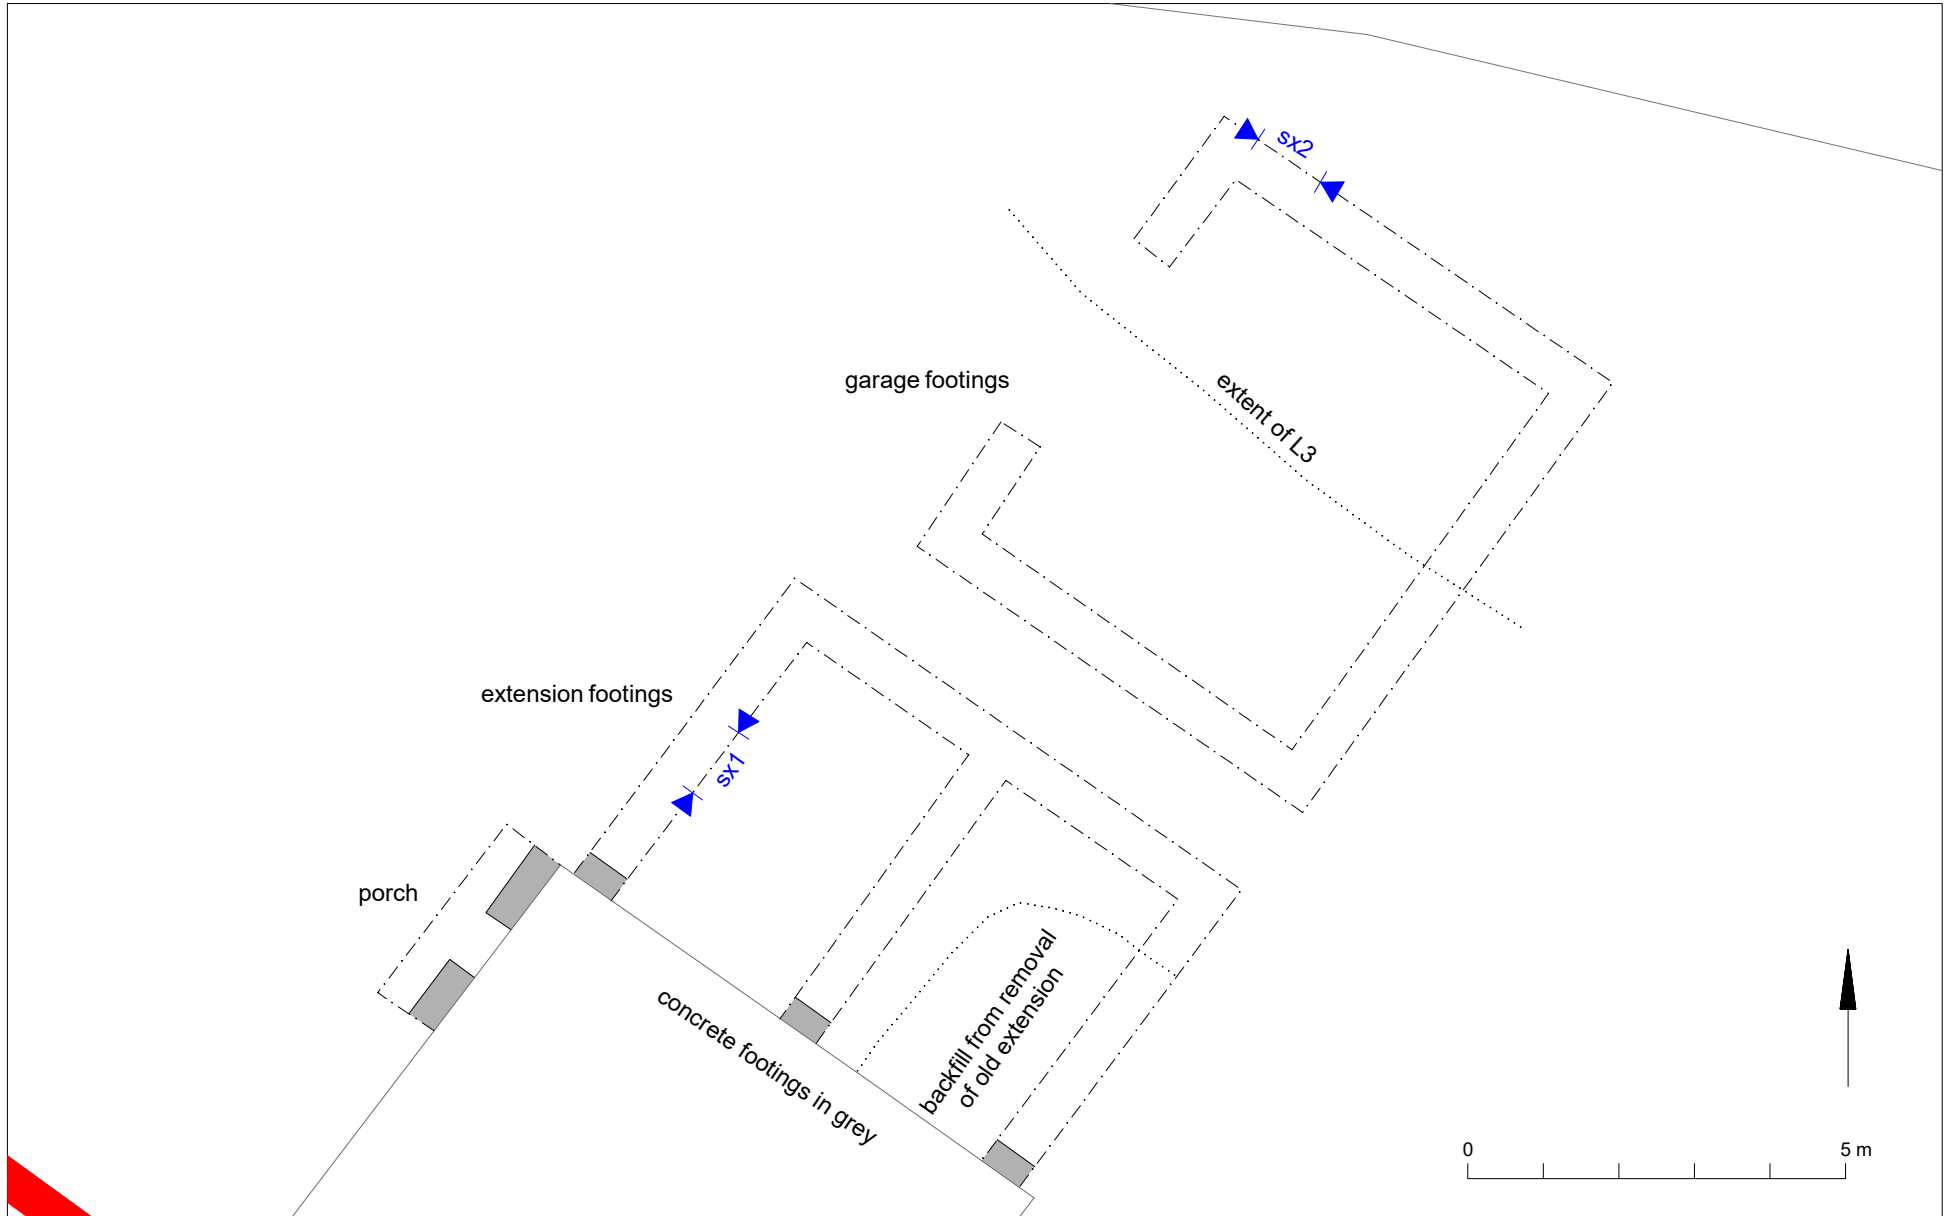 sx2
garage footings
extent of L3
extension footings
sx1
porch
backfill from removal
of old extension
concrete footings in grey
0
5 m